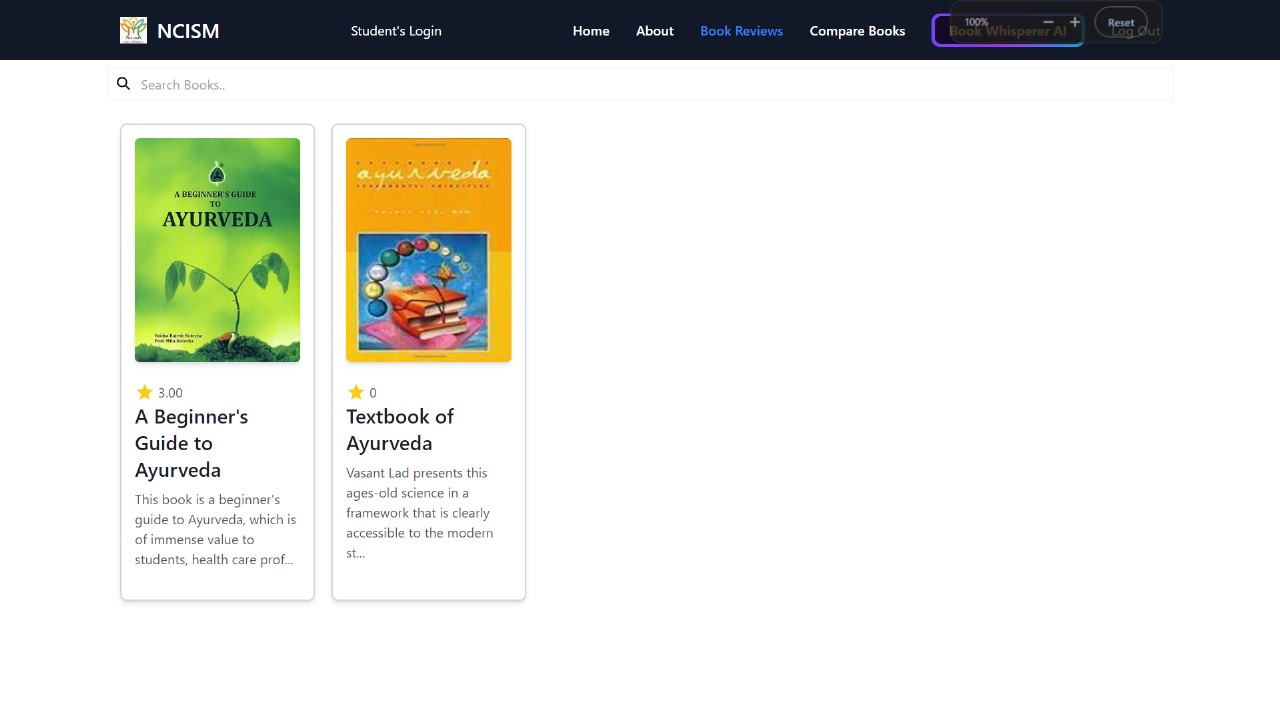 NCISM
Student's Login
Home
About
Book Reviews
Compare Books
Book Whisperer AI
Log Out
100%
Reset
Search Books..
A BEGINNER'S GUIDE
TO
AYURVEDA
ayurveda
FUNDAMENTAL PRINCIPLES
3.00
A Beginner's
Guide to
Ayurveda
This book is a beginner's
guide to Ayurveda, which is
of immense value to
students, health care prof...
0
Textbook of
Ayurveda
Vasant Lad presents this
ages-old science in a
framework that is clearly
accessible to the modern
st...